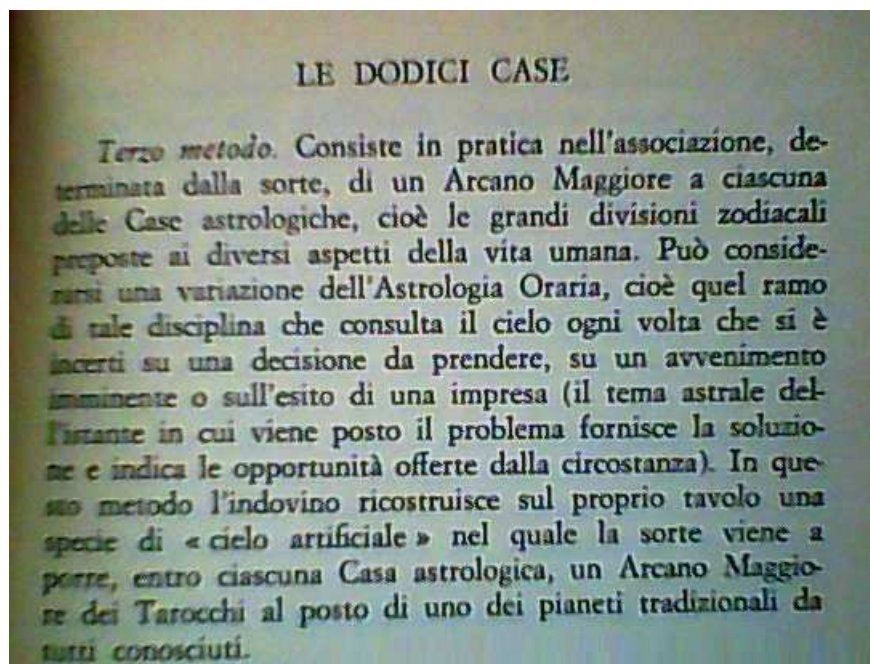 LE DODICI CASE
Terzo metodo. Consiste in pratica nell'associazione, de-
terminata dalla sorte, di un Arcano Maggiore a ciascuna
delle Case astrologiche, cioè le grandi divisioni zodiacali
preposte ai diversi aspetti della vita umana. Può conside-
rarsi una variazione dell'Astrologia Oraria, cioè quel ramo
di tale disciplina che consulta il cielo ogni volta che si è
incerti su una decisione da prendere, su un avvenimento
imminente o sull'esito di una impresa (il tema astrale del-
l'istante in cui viene posto il problema fornisce la soluzio-
ne e indica le opportunità offerte dalla circostanza). In que-
sto metodo l'indovino ricostruisce sul proprio tavolo una
specie di « cielo artificiale » nel quale la sorte viene a
porre, entro ciascuna Casa astrologica, un Arcano Maggio-
re dei Tarocchi al posto di uno dei pianeti tradizionali da
tutti conosciuti.